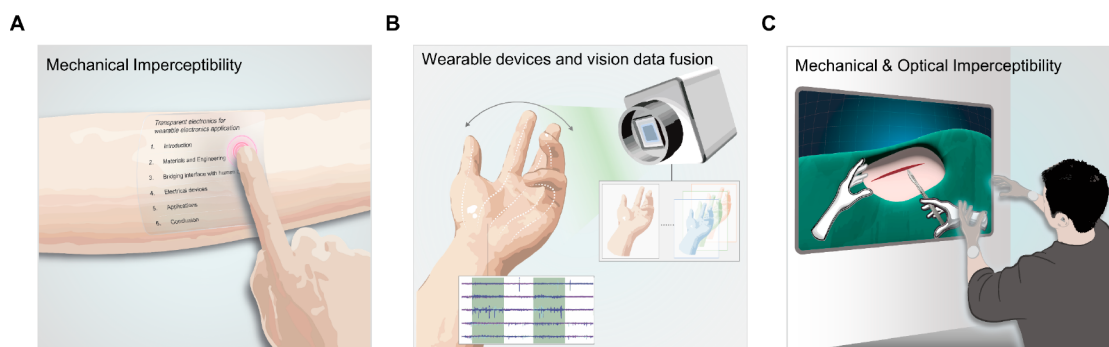 A
B
C
Mechanical Imperceptibility
Wearable devices and vision data fusion
Mechanical & Optical Imperceptibility
Transparent electronics for
wearable electronics application
1. Introduction
2. Materials and Engineering
3. Bridging interface with human
4. Electrical devices
5. Applications
6. Conclusion